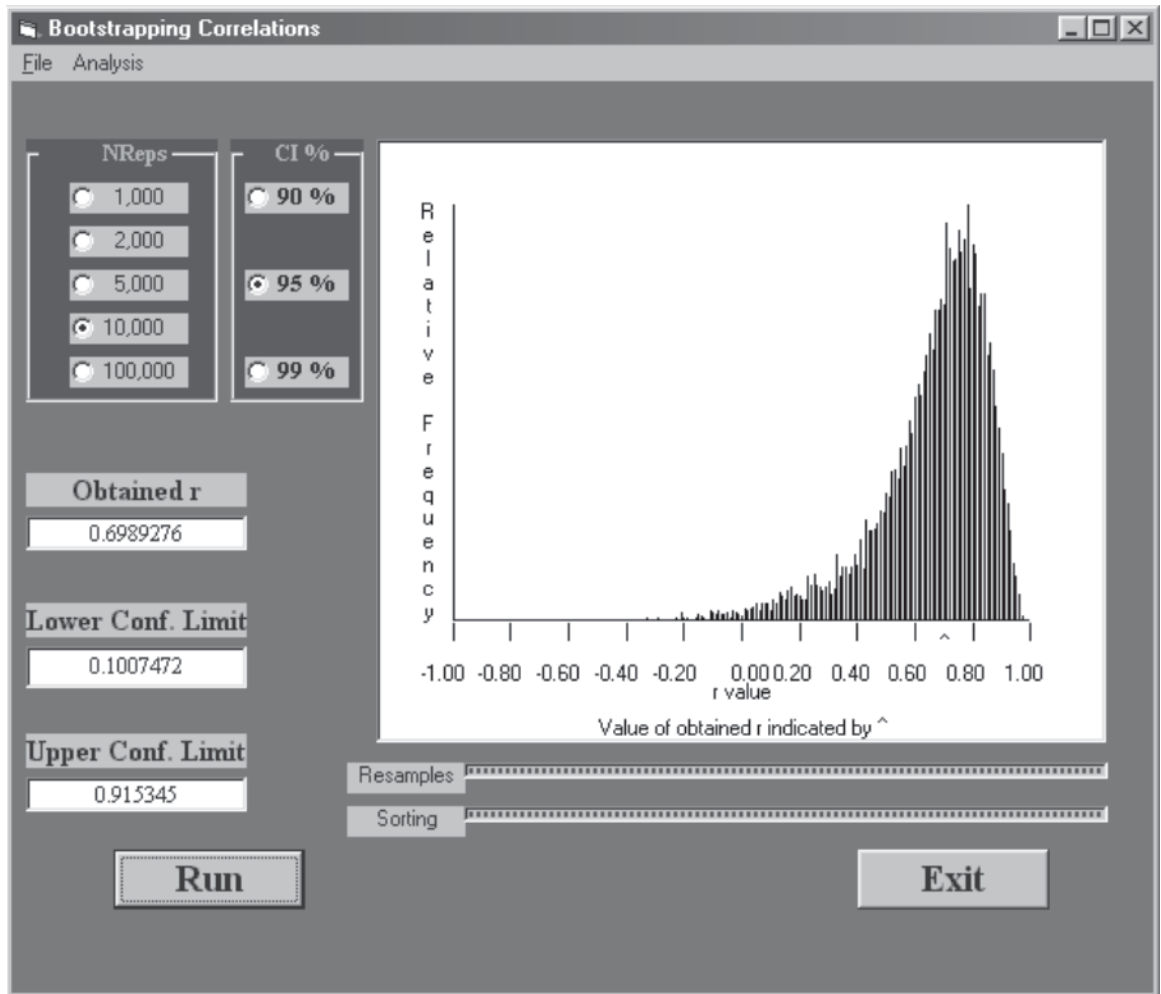 Bootstrapping Correlations
File Analysis
NReps
1,000
2,000
5,000
10,000
100,000
CI %
90 %
95 %
99 %
Obtained r
0.6989276
Lower Conf. Limit
0.1007472
Upper Conf. Limit
0.915345
Relative Frequency
-1.00 -0.80 -0.60 -0.40 -0.20 0.00 0.20 0.40 0.60 0.80 1.00
r value
Value of obtained r indicated by ^
Resamples
Sorting
Run
Exit